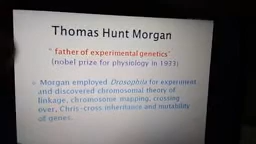 Thomas Hunt Morgan
" father of experimental genetics"
(nobel prize for physiology in 1933)
Morgan employed Drosophila for experiment
and discovered chromosomal theory of
linkage, chromosome mapping, crossing
over, Chris-cross inheritance and mutability
of genes.